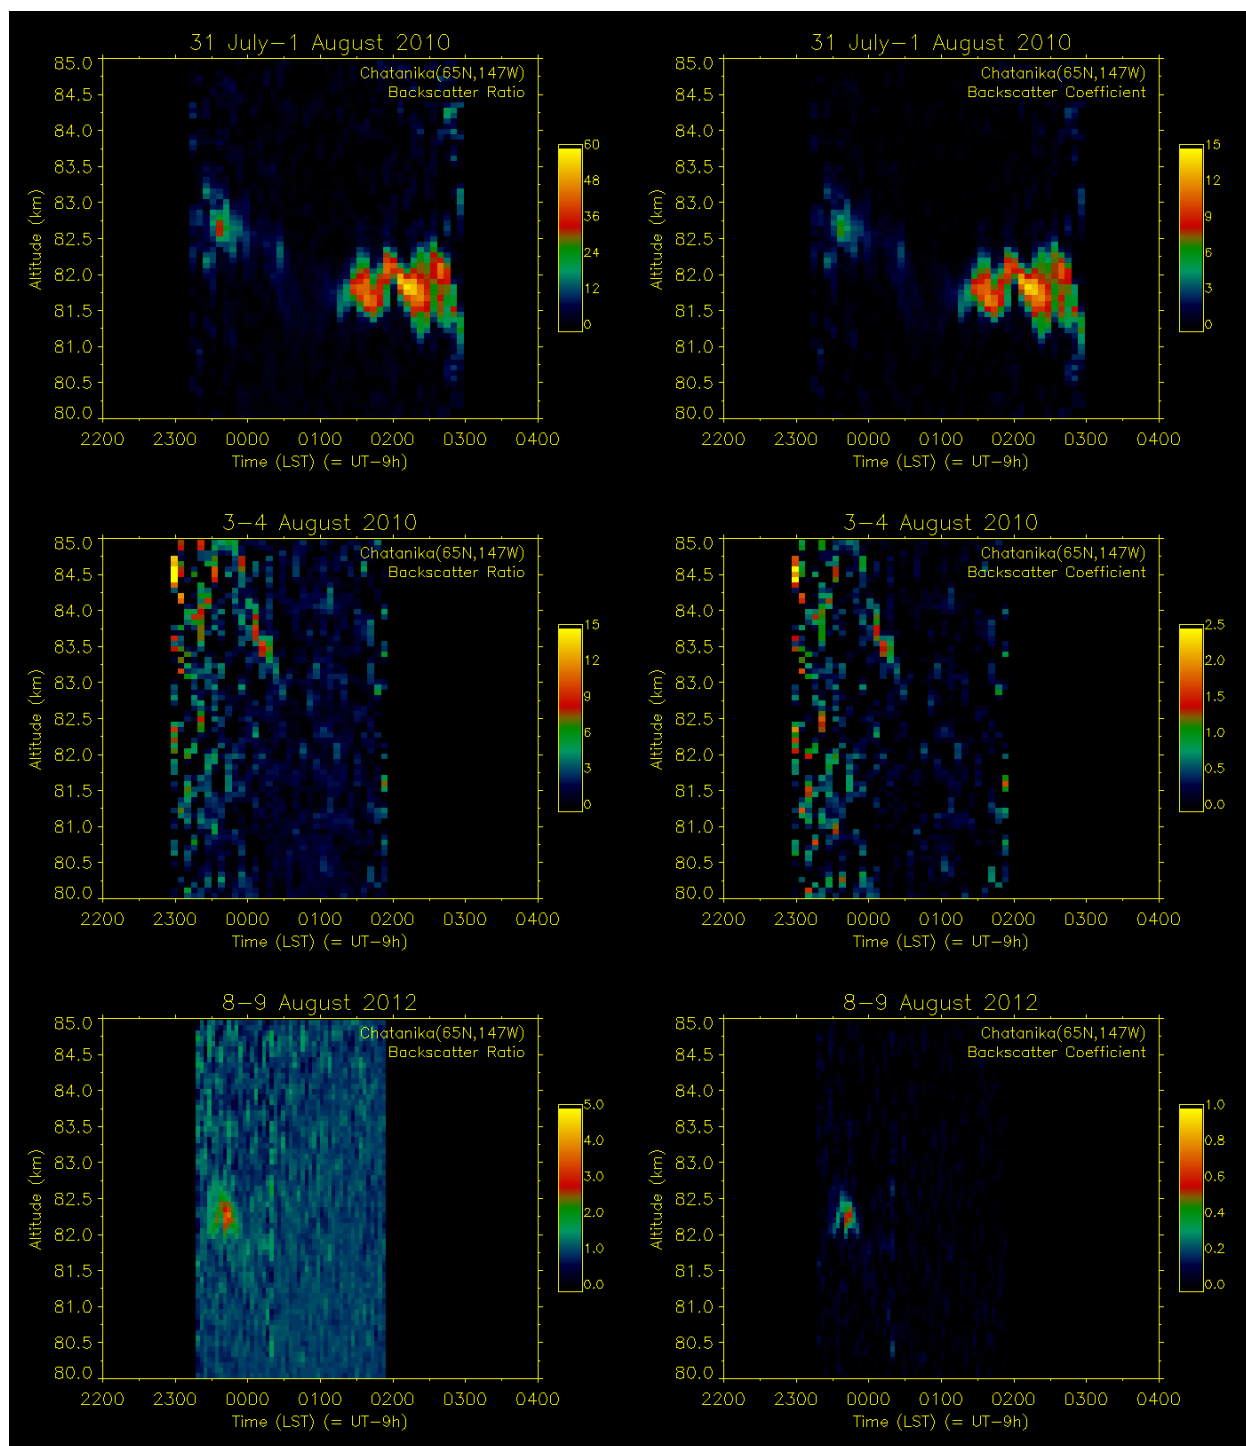 31 July-1 August 2010
Chatanika(65N,147W)
Backscatter Ratio
85.0
84.5
84.0
83.5
83.0
82.5
82.0
81.5
81.0
80.5
80.0
Altitude (km)
2200 2300 0000 0100 0200 0300 0400
Time (LST) (= UT-9h)
60
48
36
24
12
0
31 July-1 August 2010
Chatanika(65N,147W)
Backscatter Coefficient
85.0
84.5
84.0
83.5
83.0
82.5
82.0
81.5
81.0
80.5
80.0
Altitude (km)
2200 2300 0000 0100 0200 0300 0400
Time (LST) (= UT-9h)
15
12
9
6
3
0
3-4 August 2010
Chatanika(65N,147W)
Backscatter Ratio
85.0
84.5
84.0
83.5
83.0
82.5
82.0
81.5
81.0
80.5
80.0
Altitude (km)
2200 2300 0000 0100 0200 0300 0400
Time (LST) (= UT-9h)
15
12
9
6
3
0
3-4 August 2010
Chatanika(65N,147W)
Backscatter Coefficient
85.0
84.5
84.0
83.5
83.0
82.5
82.0
81.5
81.0
80.5
80.0
Altitude (km)
2200 2300 0000 0100 0200 0300 0400
Time (LST) (= UT-9h)
2.5
2.0
1.5
1.0
0.5
0.0
8-9 August 2012
Chatanika(65N,147W)
Backscatter Ratio
85.0
84.5
84.0
83.5
83.0
82.5
82.0
81.5
81.0
80.5
80.0
Altitude (km)
2200 2300 0000 0100 0200 0300 0400
Time (LST) (= UT-9h)
5.0
4.0
3.0
2.0
1.0
0.0
8-9 August 2012
Chatanika(65N,147W)
Backscatter Coefficient
85.0
84.5
84.0
83.5
83.0
82.5
82.0
81.5
81.0
80.5
80.0
Altitude (km)
2200 2300 0000 0100 0200 0300 0400
Time (LST) (= UT-9h)
1.0
0.8
0.6
0.4
0.2
0.0